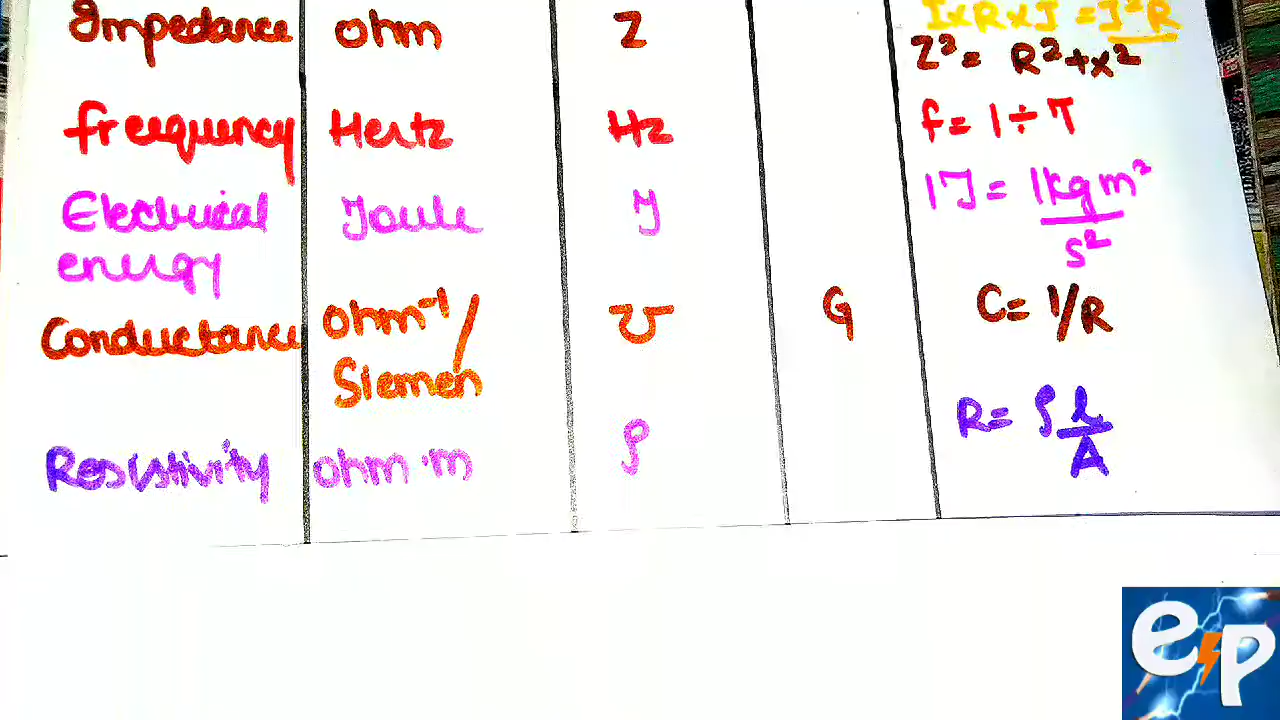 I×R×I = I²R
Impedance ohm Z Z²= R²+x²
frequency Hertz Hz f= 1÷T
Electrical Joule J 1J = 1kg m²
energy s²
Conductance ohm⁻¹/ ℧ G C= 1/R
Siemen
Resistivity ohm·m ρ R= ρ l
A
ep